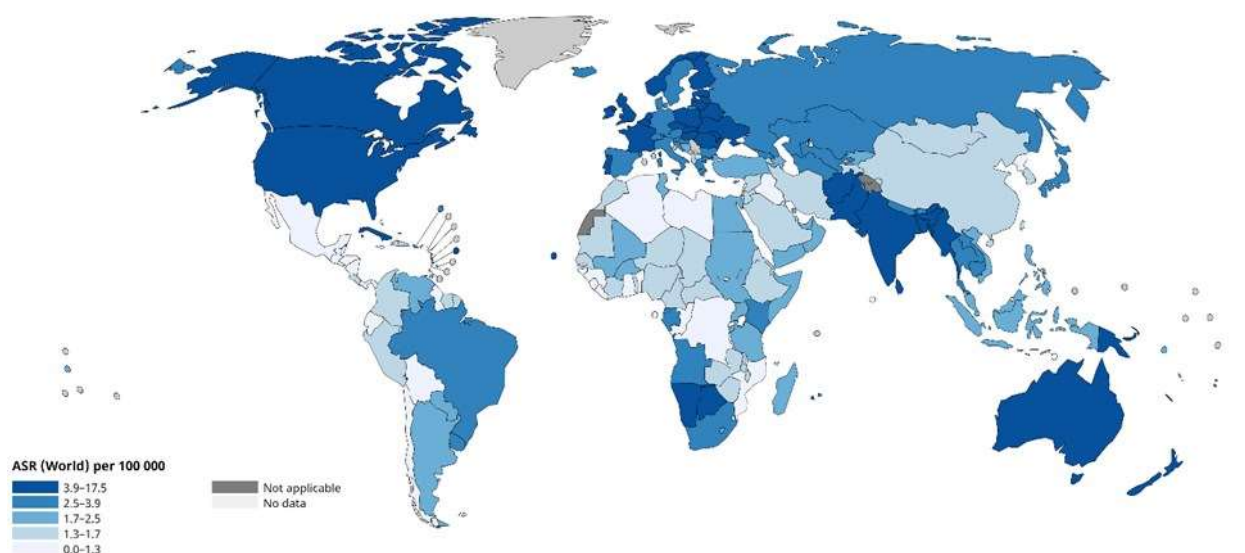 ASR (World) per 100 000
3.9–17.5
2.5–3.9
1.7–2.5
1.3–1.7
0.0–1.3
Not applicable
No data